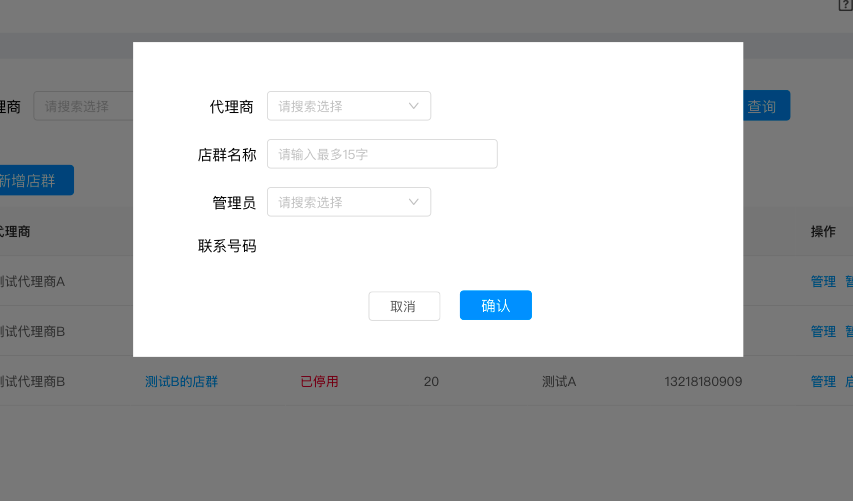 ?
理商 请搜索选择 查询
新增店群
代理商 请搜索选择
店群名称 请输入最多15字
管理员 请搜索选择
联系号码
取消 确认
代理商 操作
测试代理商A 管理
测试代理商B 管理
测试代理商B 测试B的店群 已停用 20 测试A 13218180909 管理